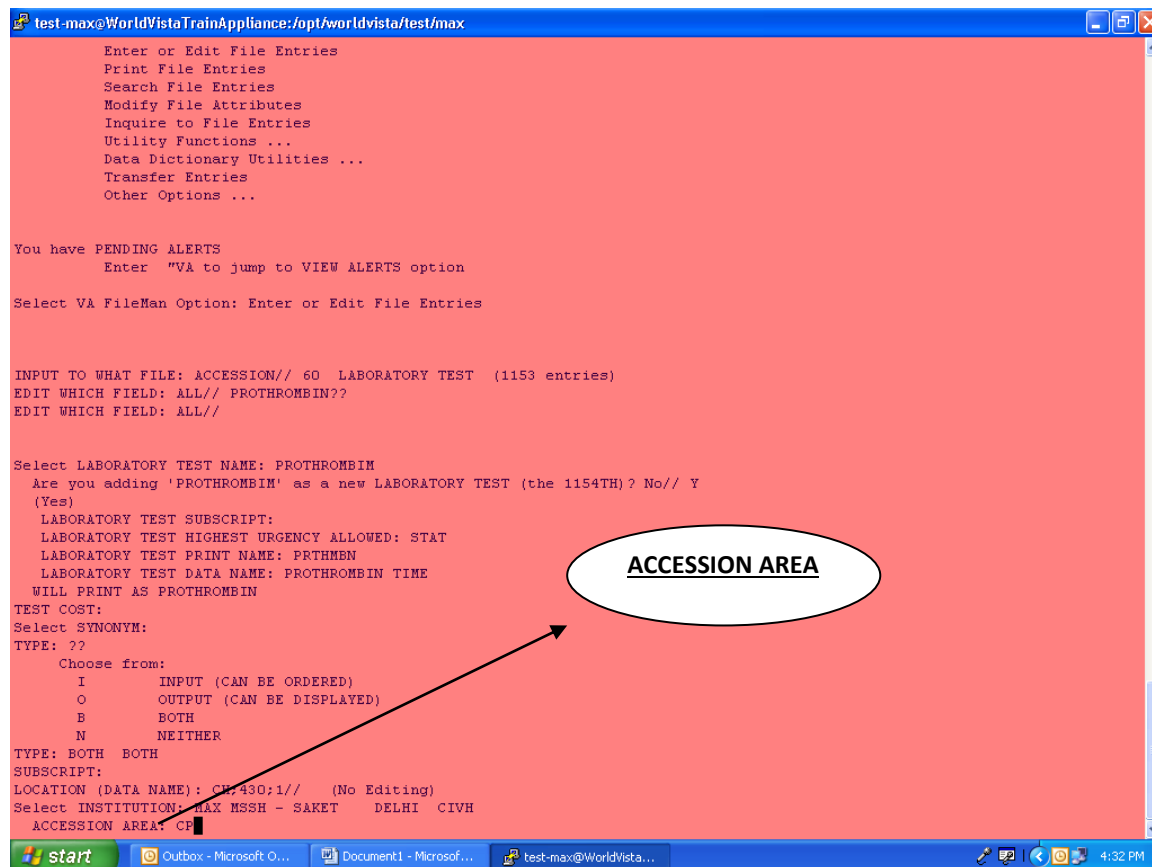 test-max@WorldVistaTrainAppliance:/opt/worldvista/test/max
Enter or Edit File Entries
Print File Entries
Search File Entries
Modify File Attributes
Inquire to File Entries
Utility Functions ...
Data Dictionary Utilities ...
Transfer Entries
Other Options ...
You have PENDING ALERTS
Enter  "VA to jump to VIEW ALERTS option
Select VA FileMan Option: Enter or Edit File Entries
INPUT TO WHAT FILE: ACCESSION// 60  LABORATORY TEST  (1153 entries)
EDIT WHICH FIELD: ALL// PROTHROMBIN??
EDIT WHICH FIELD: ALL//
Select LABORATORY TEST NAME: PROTHROMBIM
Are you adding 'PROTHROMBIM' as a new LABORATORY TEST (the 1154TH)? No// Y
(Yes)
LABORATORY TEST SUBSCRIPT:
LABORATORY TEST HIGHEST URGENCY ALLOWED: STAT
LABORATORY TEST PRINT NAME: PRTHMBN
LABORATORY TEST DATA NAME: PROTHROMBIN TIME
WILL PRINT AS PROTHROMBIN
TEST COST:
Select SYNONYM:
TYPE: ??
Choose from:
I        INPUT (CAN BE ORDERED)
O        OUTPUT (CAN BE DISPLAYED)
B        BOTH
N        NEITHER
TYPE: BOTH  BOTH
SUBSCRIPT:
LOCATION (DATA NAME): CH;430;1//   (No Editing)
Select INSTITUTION: MAX MSSH - SAKET    DELHI  CIVH
ACCESSION AREA: CP
ACCESSION AREA
start
Outbox - Microsoft O...
Document1 - Microsof...
test-max@WorldVista...
4:32 PM